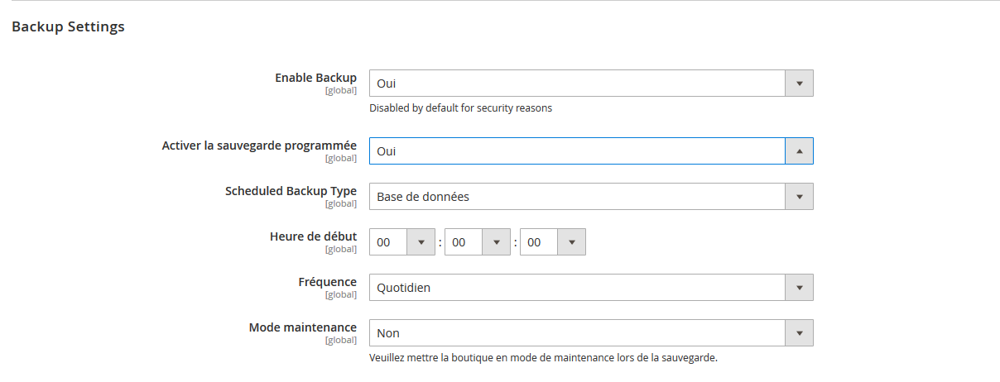 Backup Settings
Enable Backup
[global]
Oui
Disabled by default for security reasons
Activer la sauvegarde programmée
[global]
Oui
Scheduled Backup Type
[global]
Base de données
Heure de début
[global]
00 : 00 : 00
Fréquence
[global]
Quotidien
Mode maintenance
[global]
Non
Veuillez mettre la boutique en mode de maintenance lors de la sauvegarde.